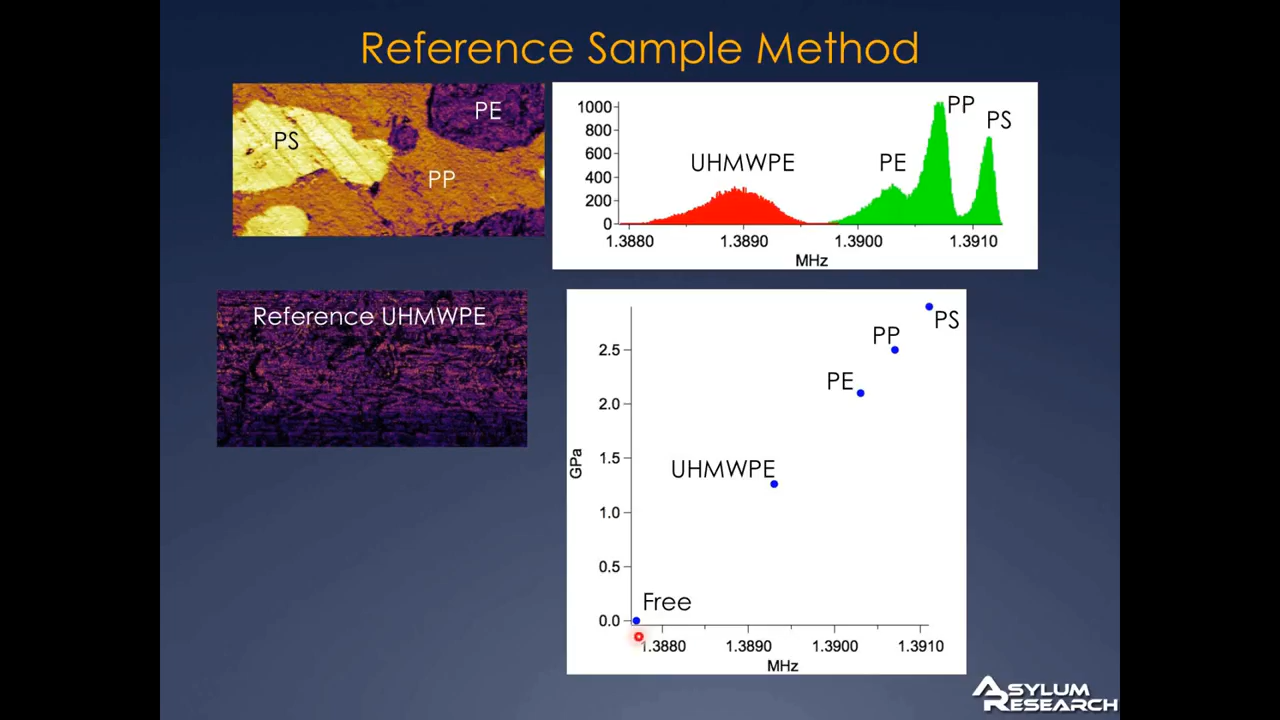 Reference Sample Method
PS
PE
PP
1000
800
600
400
200
0
UHMWPE
PE
PP
PS
1.3880 1.3890 1.3900 1.3910
MHz
Reference UHMWPE
GPa
2.5
2.0
1.5
1.0
0.5
0.0
PS
PP
PE
UHMWPE
Free
1.3880 1.3890 1.3900 1.3910
MHz
ASYLUM
RESEARCH